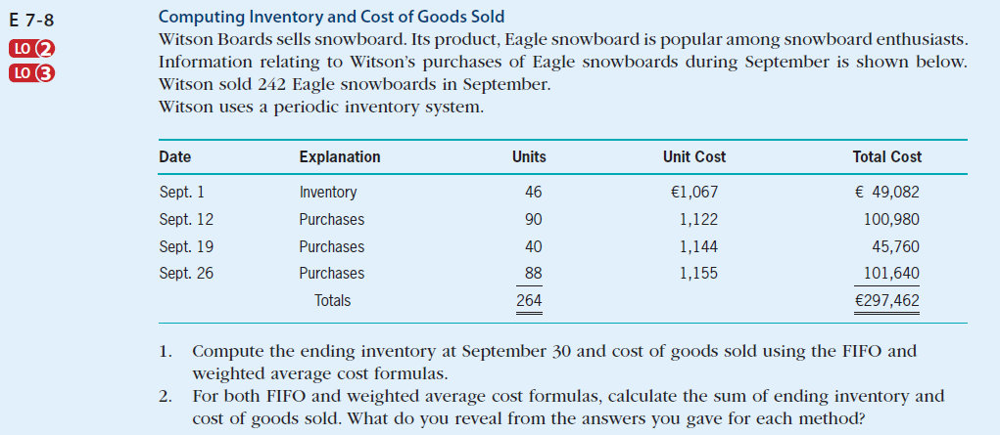 E 7-8
LO 2
LO 3
Computing Inventory and Cost of Goods Sold
Witson Boards sells snowboard. Its product, Eagle snowboard is popular among snowboard enthusiasts.
Information relating to Witson's purchases of Eagle snowboards during September is shown below.
Witson sold 242 Eagle snowboards in September.
Witson uses a periodic inventory system.
Date Explanation Units Unit Cost Total Cost
Sept. 1 Inventory 46 €1,067 € 49,082
Sept. 12 Purchases 90 1,122 100,980
Sept. 19 Purchases 40 1,144 45,760
Sept. 26 Purchases 88 1,155 101,640
Totals 264 €297,462
1. Compute the ending inventory at September 30 and cost of goods sold using the FIFO and
weighted average cost formulas.
2. For both FIFO and weighted average cost formulas, calculate the sum of ending inventory and
cost of goods sold. What do you reveal from the answers you gave for each method?